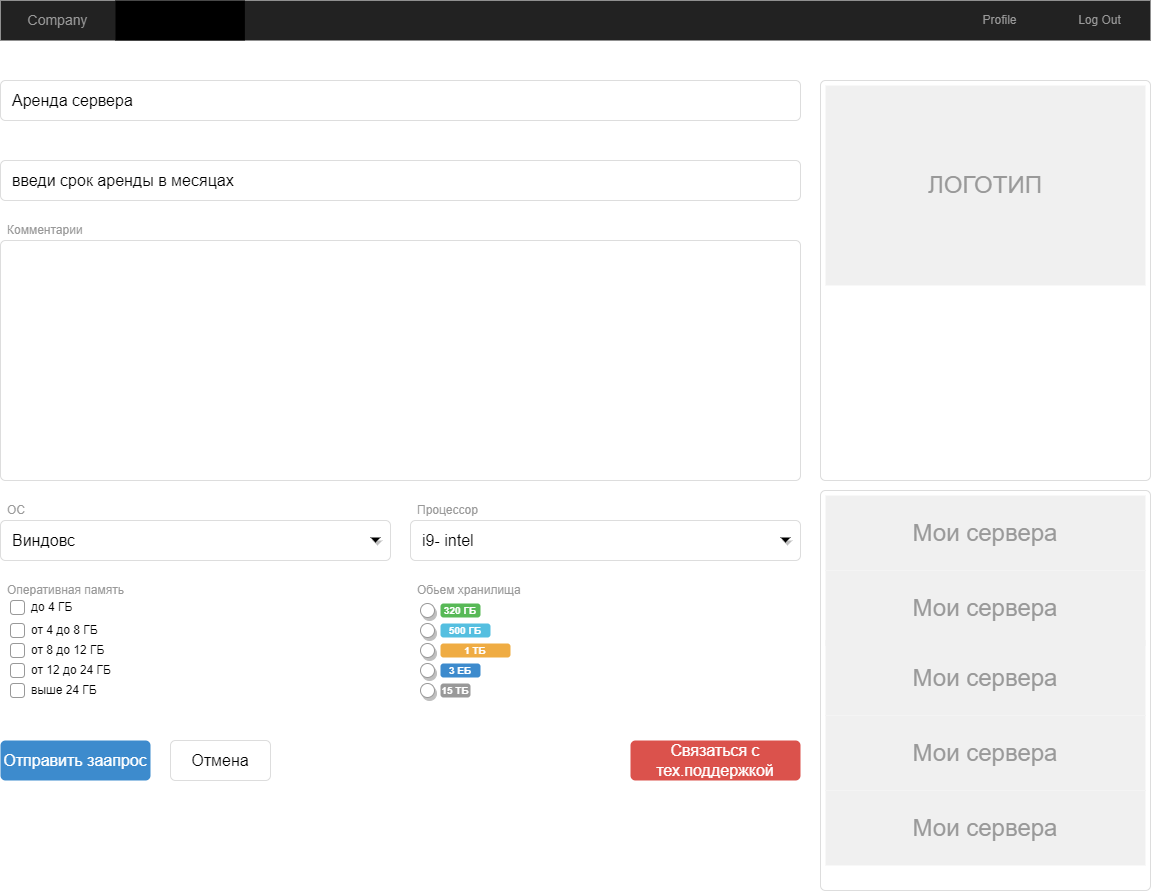 Company
Profile
Log Out
Аренда сервера
введи срок аренды в месяцах
Комментарии
ЛОГОТИП
ОС
Процессор
Виндовс
i9- intel
Оперативная память
до 4 ГБ
от 4 до 8 ГБ
от 8 до 12 ГБ
от 12 до 24 ГБ
выше 24 ГБ
Обьем хранилища
320 ГБ
500 ГБ
1 ТБ
3 ЕБ
15 ТБ
Отправить заапрос
Отмена
Связаться с
тех.поддержкой
Мои сервера
Мои сервера
Мои сервера
Мои сервера
Мои сервера